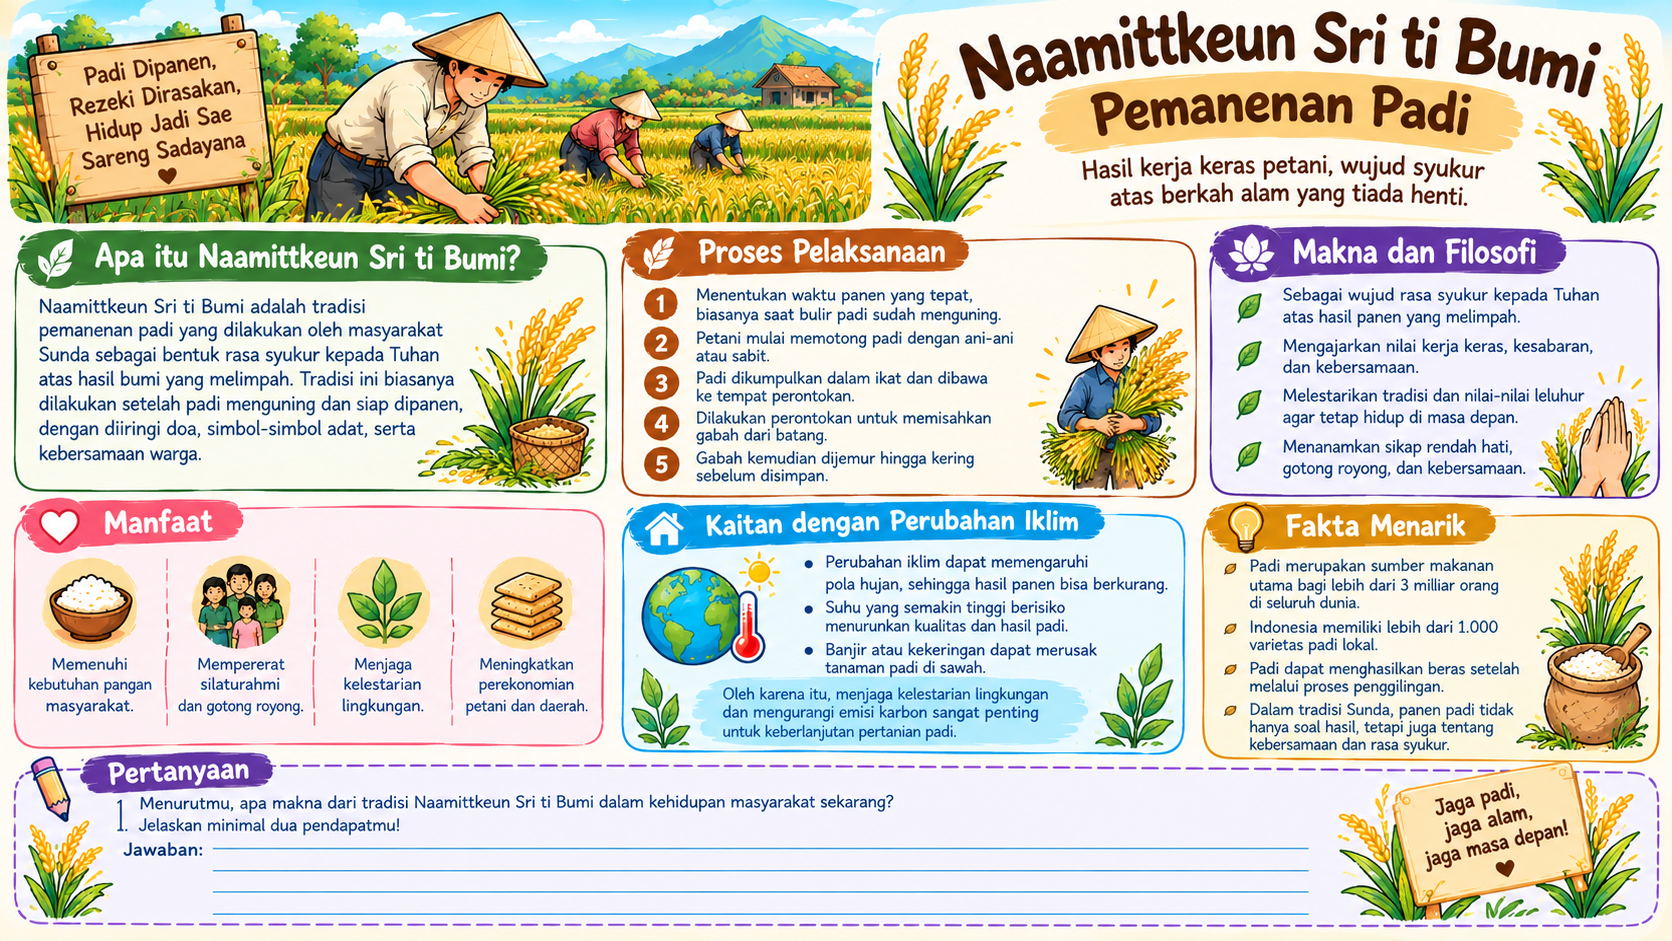 Padi Dipanen,
Rezeki Dirasakan,
Hidup Jadi Sae
Sareng Sadayana
Naamittkeun Sri ti Bumi
Pemanenan Padi
Hasil kerja keras petani, wujud syukur
atas berkah alam yang tiada henti.
Apa itu Naamittkeun Sri ti Bumi?
Naamittkeun Sri ti Bumi adalah tradisi
pemanenan padi yang dilakukan oleh masyarakat
Sunda sebagai bentuk rasa syukur kepada Tuhan
atas hasil bumi yang melimpah. Tradisi ini biasanya
dilakukan setelah padi menguning dan siap dipanen,
dengan diiringi doa, simbol-simbol adat, serta
kebersamaan warga.
Proses Pelaksanaan
1 Menentukan waktu panen yang tepat,
biasanya saat bulir padi sudah menguning.
2 Petani mulai memotong padi dengan ani-ani
atau sabit.
3 Padi dikumpulkan dalam ikat dan dibawa
ke tempat perontokan.
4 Dilakukan perontokan untuk memisahkan
gabah dari batang.
5 Gabah kemudian dijemur hingga kering
sebelum disimpan.
Makna dan Filosofi
Sebagai wujud rasa syukur kepada Tuhan
atas hasil panen yang melimpah.
Mengajarkan nilai kerja keras, kesabaran,
dan kebersamaan.
Melestarikan tradisi dan nilai-nilai leluhur
agar tetap hidup di masa depan.
Menanamkan sikap rendah hati,
gotong royong, dan kebersamaan.
Manfaat
Memenuhi
kebutuhan pangan
masyarakat.
Mempererat
silaturahmi
dan gotong royong.
Menjaga
kelestarian
lingkungan.
Meningkatkan
perekonomian
petani dan daerah.
Kaitan dengan Perubahan Iklim
• Perubahan iklim dapat memengaruhi
pola hujan, sehingga hasil panen bisa berkurang.
• Suhu yang semakin tinggi berisiko
menurunkan kualitas dan hasil padi.
• Banjir atau kekeringan dapat merusak
tanaman padi di sawah.
Oleh karena itu, menjaga kelestarian lingkungan
dan mengurangi emisi karbon sangat penting
untuk keberlanjutan pertanian padi.
Fakta Menarik
Padi merupakan sumber makanan
utama bagi lebih dari 3 milliar orang
di seluruh dunia.
Indonesia memiliki lebih dari 1.000
varietas padi lokal.
Padi dapat menghasilkan beras setelah
melalui proses penggilingan.
Dalam tradisi Sunda, panen padi tidak
hanya soal hasil, tetapi juga tentang
kebersamaan dan rasa syukur.
Pertanyaan
1. Menurutmu, apa makna dari tradisi Naamittkeun Sri ti Bumi dalam kehidupan masyarakat sekarang?
Jelaskan minimal dua pendapatmu!
Jawaban:
Jaga padi,
jaga alam,
jaga masa depan!